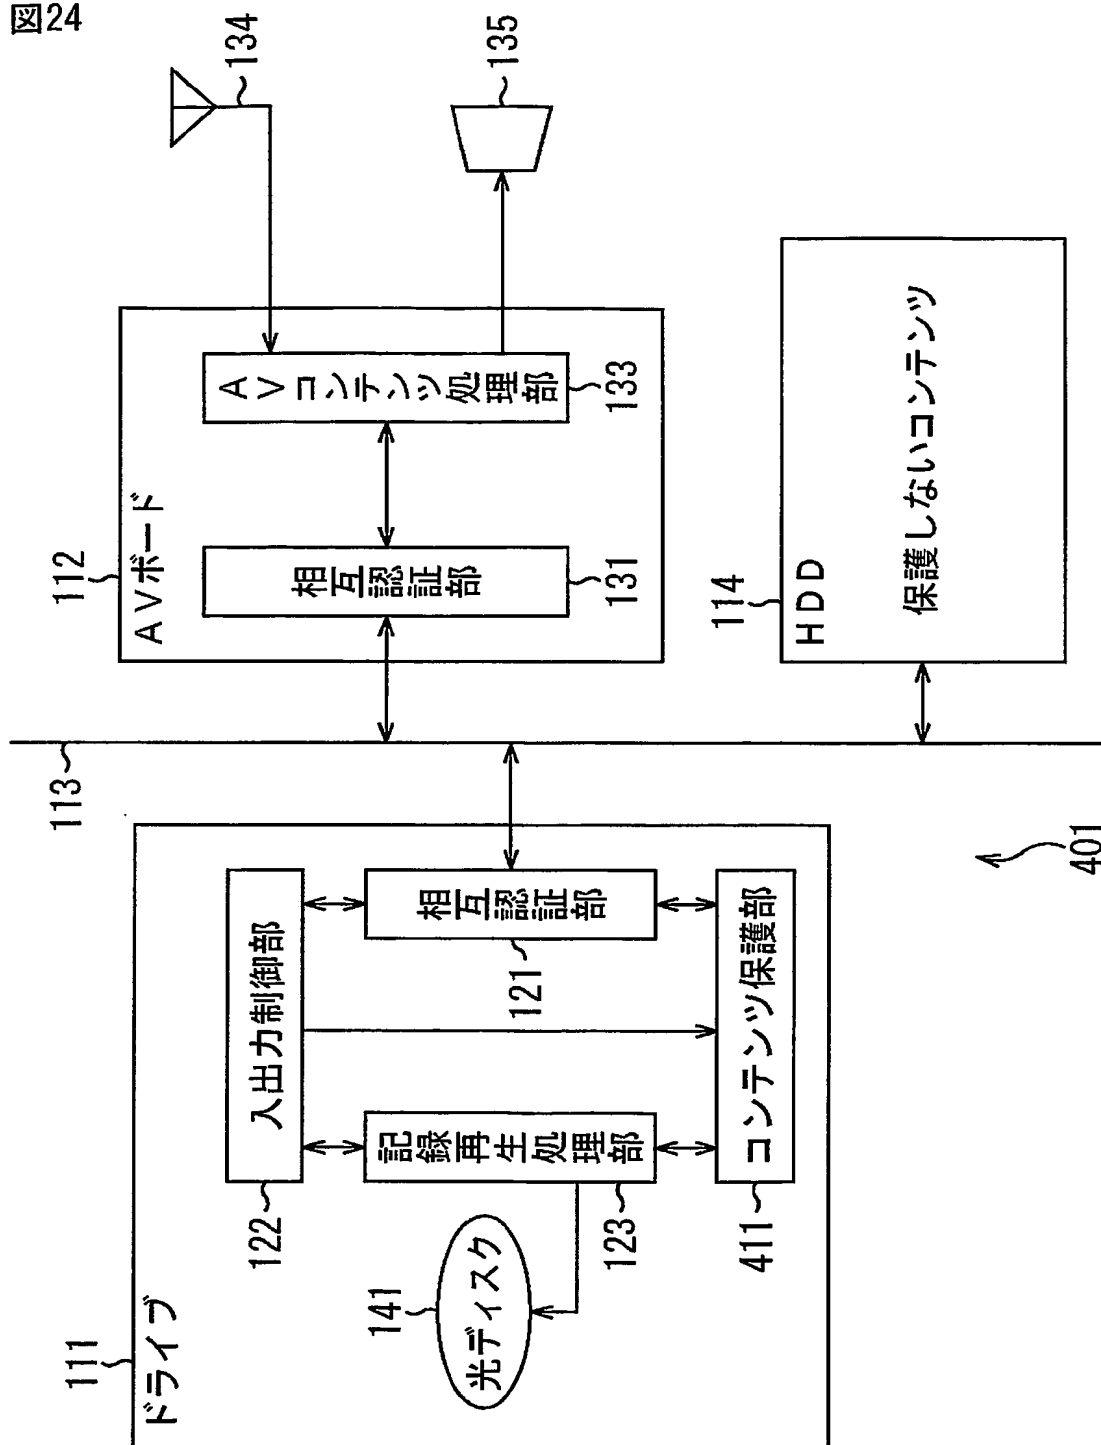 図24
111
ドライブ
141
光ディスク
122
入出力制御部
記録再生処理部
123
相互認証部
121
411
コンテンツ保護部
113
112
AVボード
相互認証部
131
AVコンテンツ処理部
133
134
135
114
HDD
保護しないコンテンツ
401